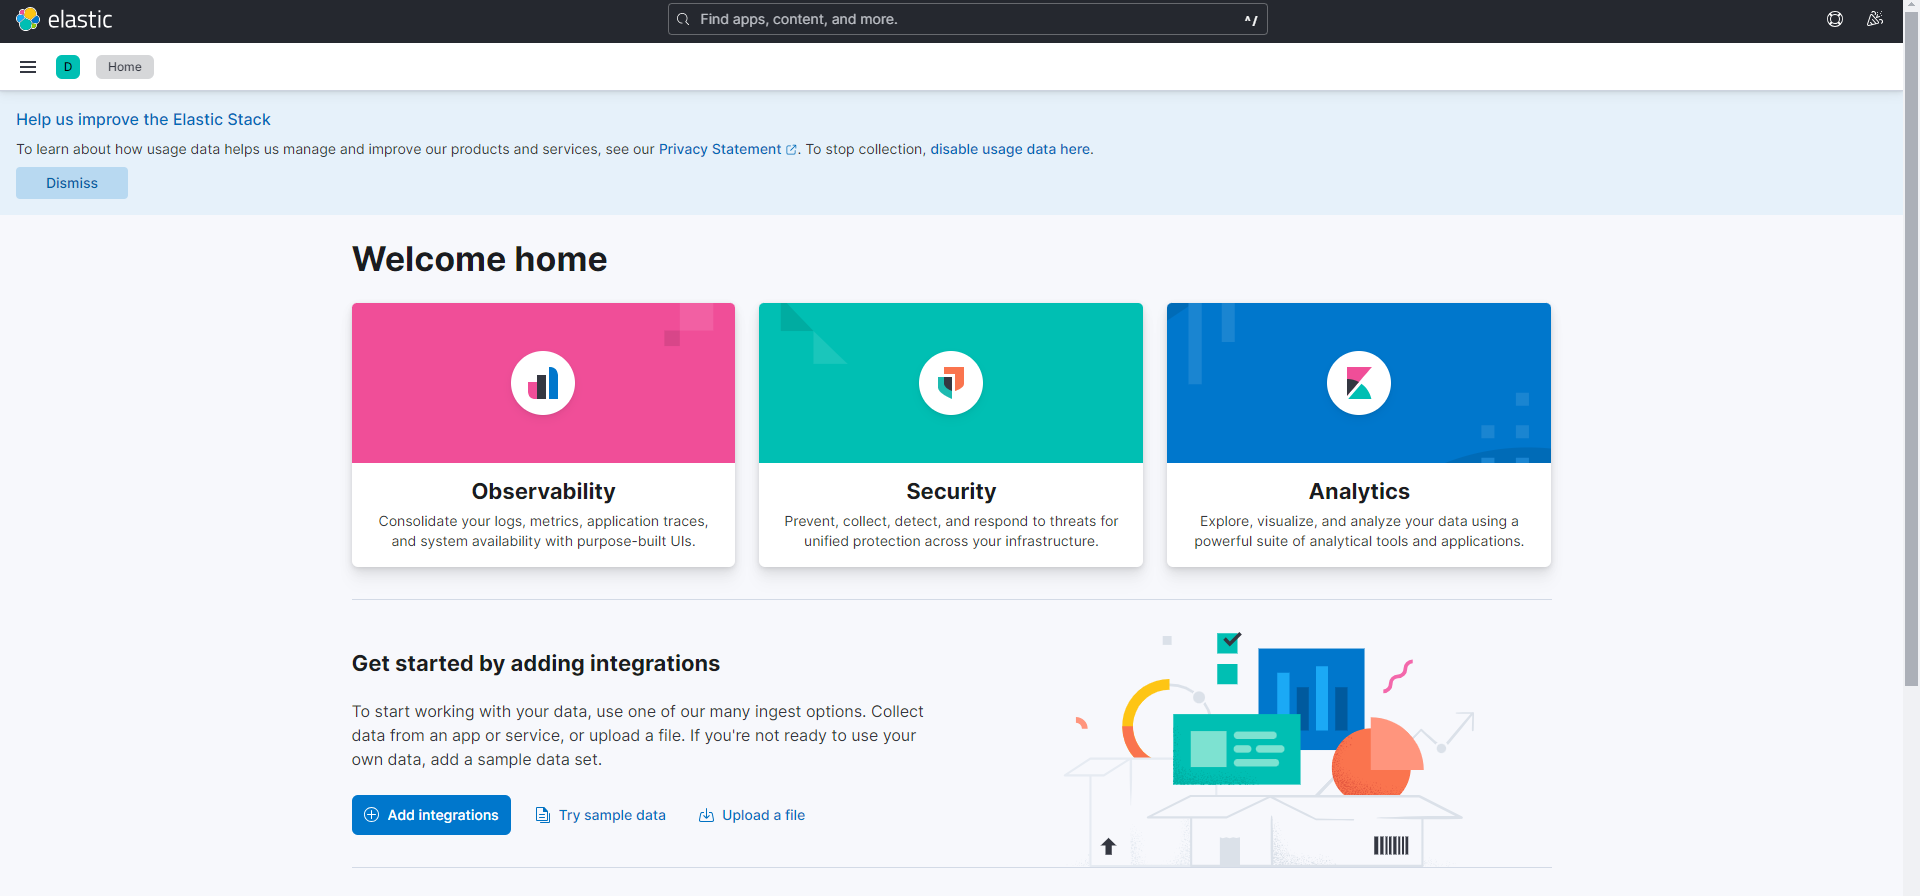 elastic
Find apps, content, and more.
^/
D
Home
Help us improve the Elastic Stack
To learn about how usage data helps us manage and improve our products and services, see our Privacy Statement. To stop collection, disable usage data here.
Dismiss
Welcome home
Observability
Consolidate your logs, metrics, application traces,
and system availability with purpose-built UIs.
Security
Prevent, collect, detect, and respond to threats for
unified protection across your infrastructure.
Analytics
Explore, visualize, and analyze your data using a
powerful suite of analytical tools and applications.
Get started by adding integrations
To start working with your data, use one of our many ingest options. Collect
data from an app or service, or upload a file. If you're not ready to use your
own data, add a sample data set.
Add integrations
Try sample data
Upload a file